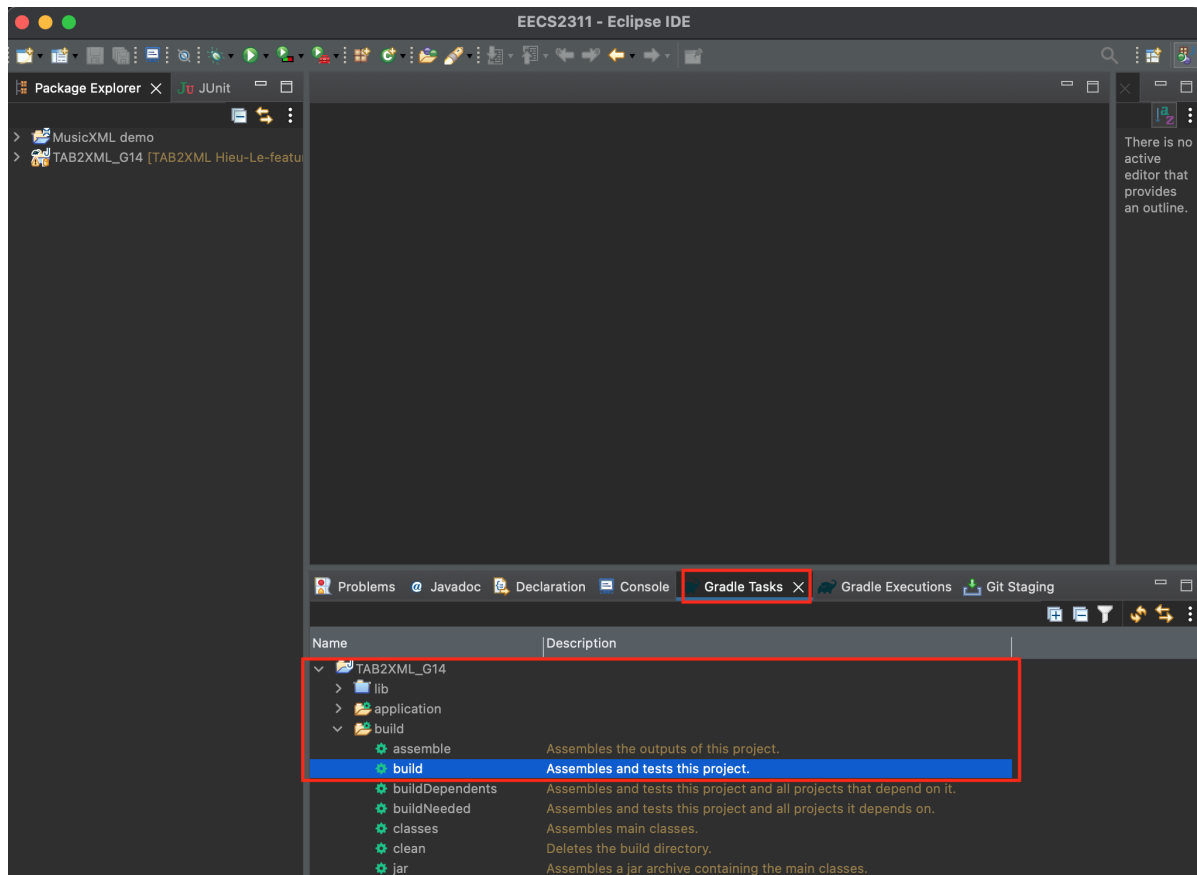 EECS2311 - Eclipse IDE
Package Explorer
Ju JUnit
MusicXML demo
TAB2XML_G14 [TAB2XML Hieu-Le-featu
There is no
active
editor that
provides
an outline.
Problems @ Javadoc Declaration Console Gradle Tasks Gradle Executions Git Staging
Name Description
TAB2XML_G14
lib
application
build
assemble Assembles the outputs of this project.
build Assembles and tests this project.
buildDependents Assembles and tests this project and all projects that depend on it.
buildNeeded Assembles and tests this project and all projects it depends on.
classes Assembles main classes.
clean Deletes the build directory.
jar Assembles a jar archive containing the main classes.